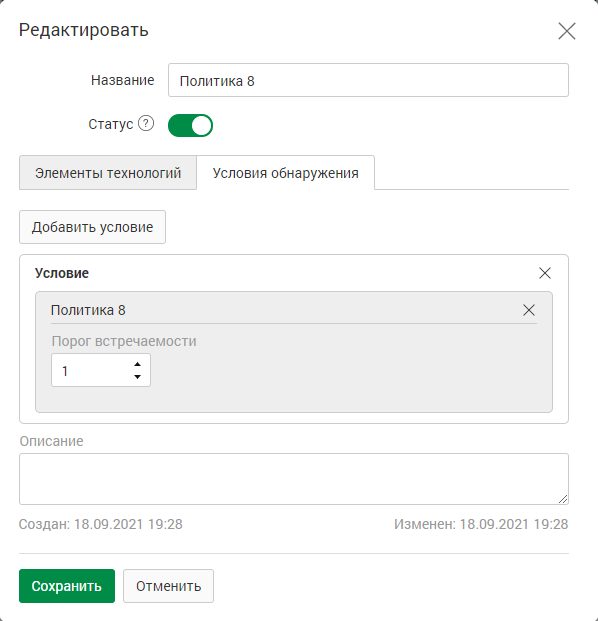 Редактировать
Название Политика 8
Статус ?
Элементы технологий Условия обнаружения
Добавить условие
Условие
Политика 8
Порог встречаемости
1
Описание
Создан: 18.09.2021 19:28 Изменен: 18.09.2021 19:28
Сохранить Отменить